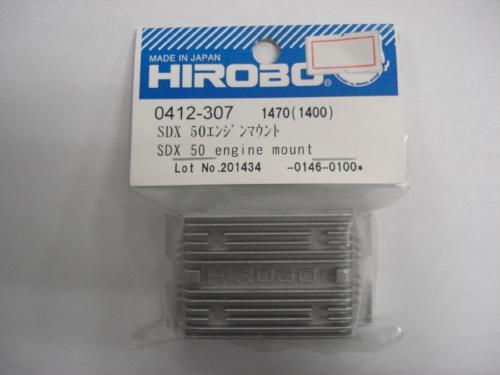 MADE IN JAPAN
HIROBO®
0412-307 1470(1400)
SDX 50エンジンマウント
SDX 50 engine mount
Lot No.201434 -0146-0100*
HIROBO